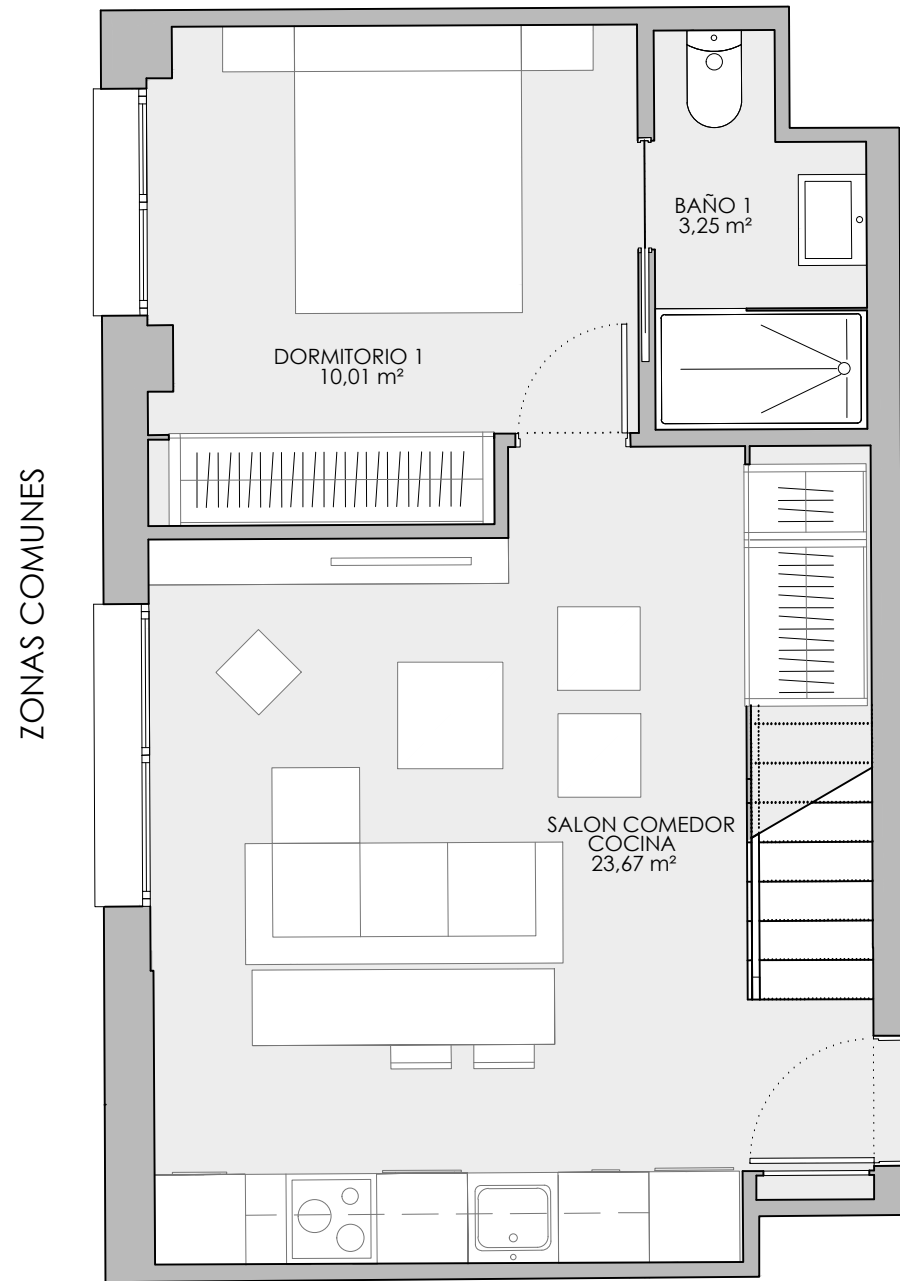 BAÑO 1
3,25 m²
DORMITORIO 1
10,01 m²
ZONAS COMUNES
SALON COMEDOR
COCINA
23,67 m²